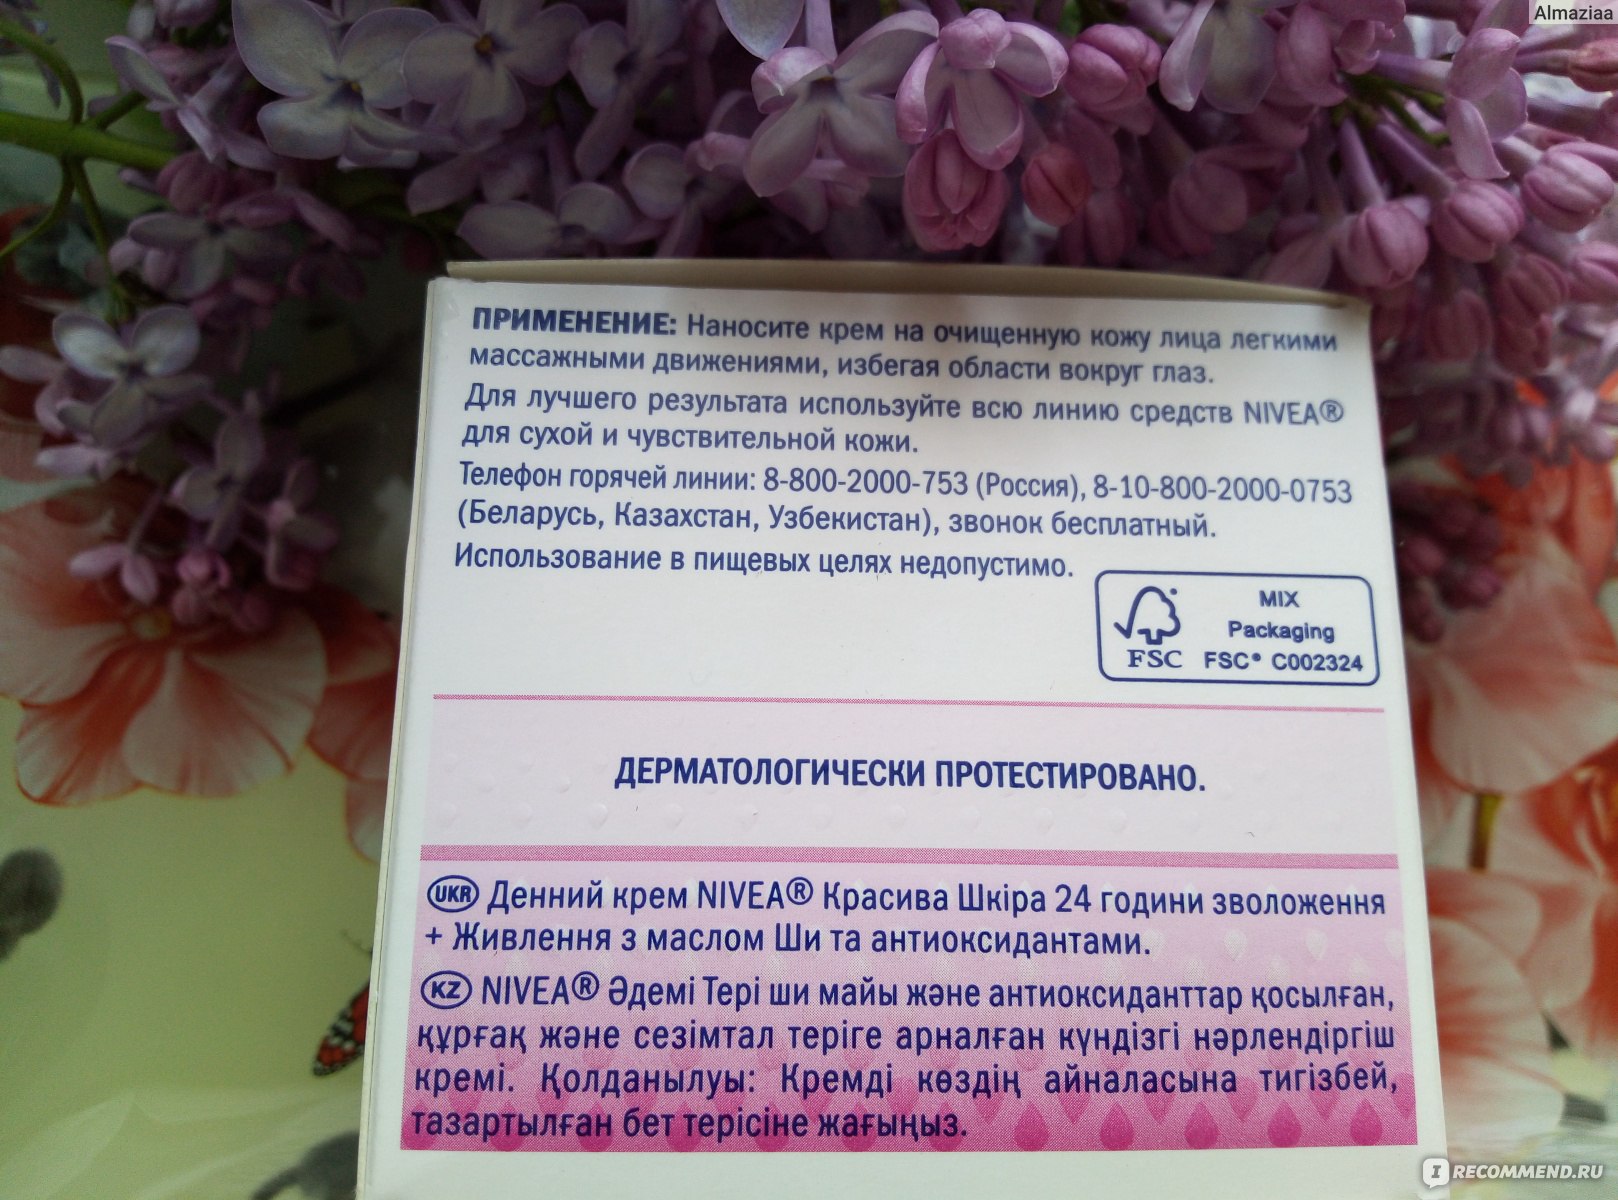 Almaziaa
ПРИМЕНЕНИЕ: Наносите крем на очищенную кожу лица легкими
массажными движениями, избегая области вокруг глаз.
Для лучшего результата используйте всю линию средств NIVEA®
для сухой и чувствительной кожи.
Телефон горячей линии: 8-800-2000-753 (Россия), 8-10-800-2000-0753
(Беларусь, Казахстан, Узбекистан), звонок бесплатный.
Использование в пищевых целях недопустимо.
MIX
Packaging
FSC FSC® C002324
ДЕРМАТОЛОГИЧЕСКИ ПРОТЕСТИРОВАНО.
UKR Денний крем NIVEA® Красива Шкіра 24 години зволоження
+ Живлення з маслом Ши та антиоксидантами.
KZ NIVEA® Әдемі Тері ши майы және антиоксиданттар қосылған,
құрғақ және сезімтал теріге арналған күндізгі нәрлендіргіш
кремі. Қолданылуы: Кремді көздің айналасына тигізбей,
тазартылған бет терісіне жағыңыз.
IRECOMMEND.RU